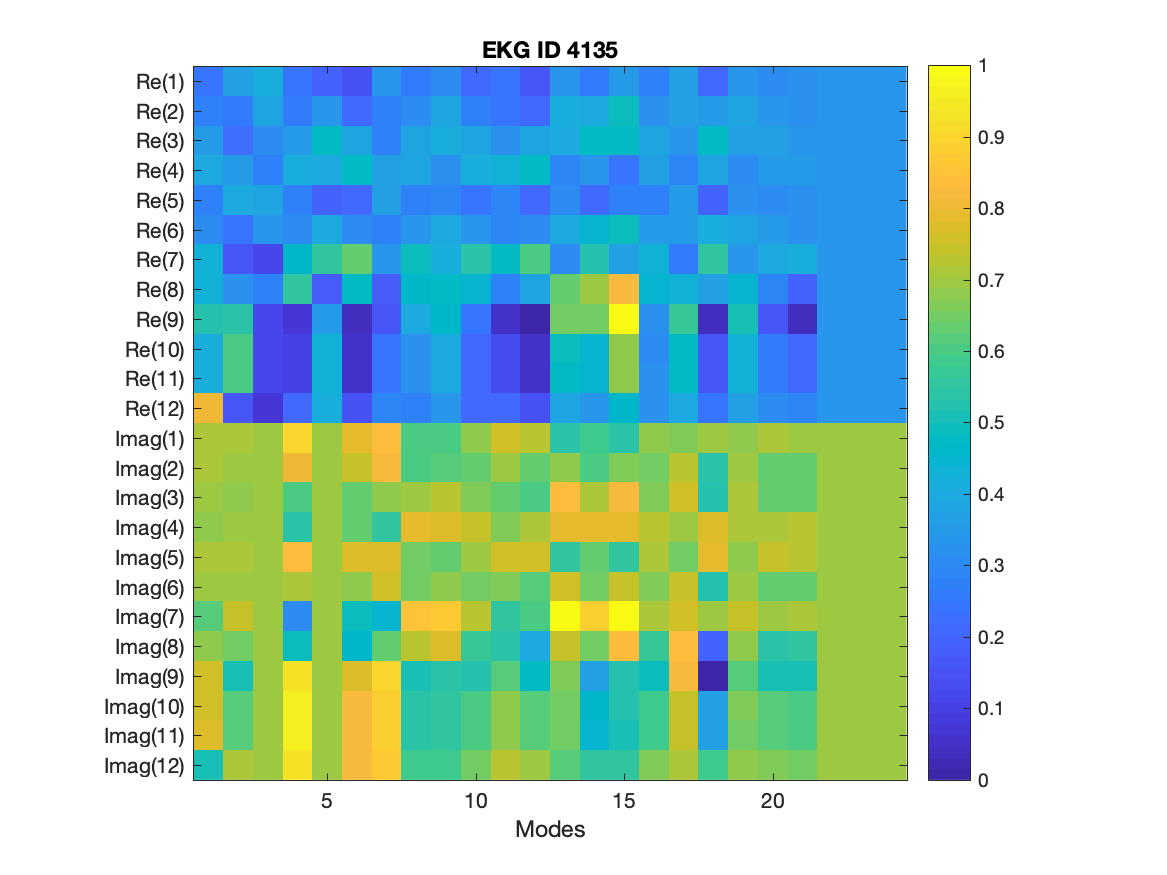 EKG ID 4135
Re(1)
Re(2)
Re(3)
Re(4)
Re(5)
Re(6)
Re(7)
Re(8)
Re(9)
Re(10)
Re(11)
Re(12)
Imag(1)
Imag(2)
Imag(3)
Imag(4)
Imag(5)
Imag(6)
Imag(7)
Imag(8)
Imag(9)
Imag(10)
Imag(11)
Imag(12)
5 10 15 20
Modes
1
0.9
0.8
0.7
0.6
0.5
0.4
0.3
0.2
0.1
0